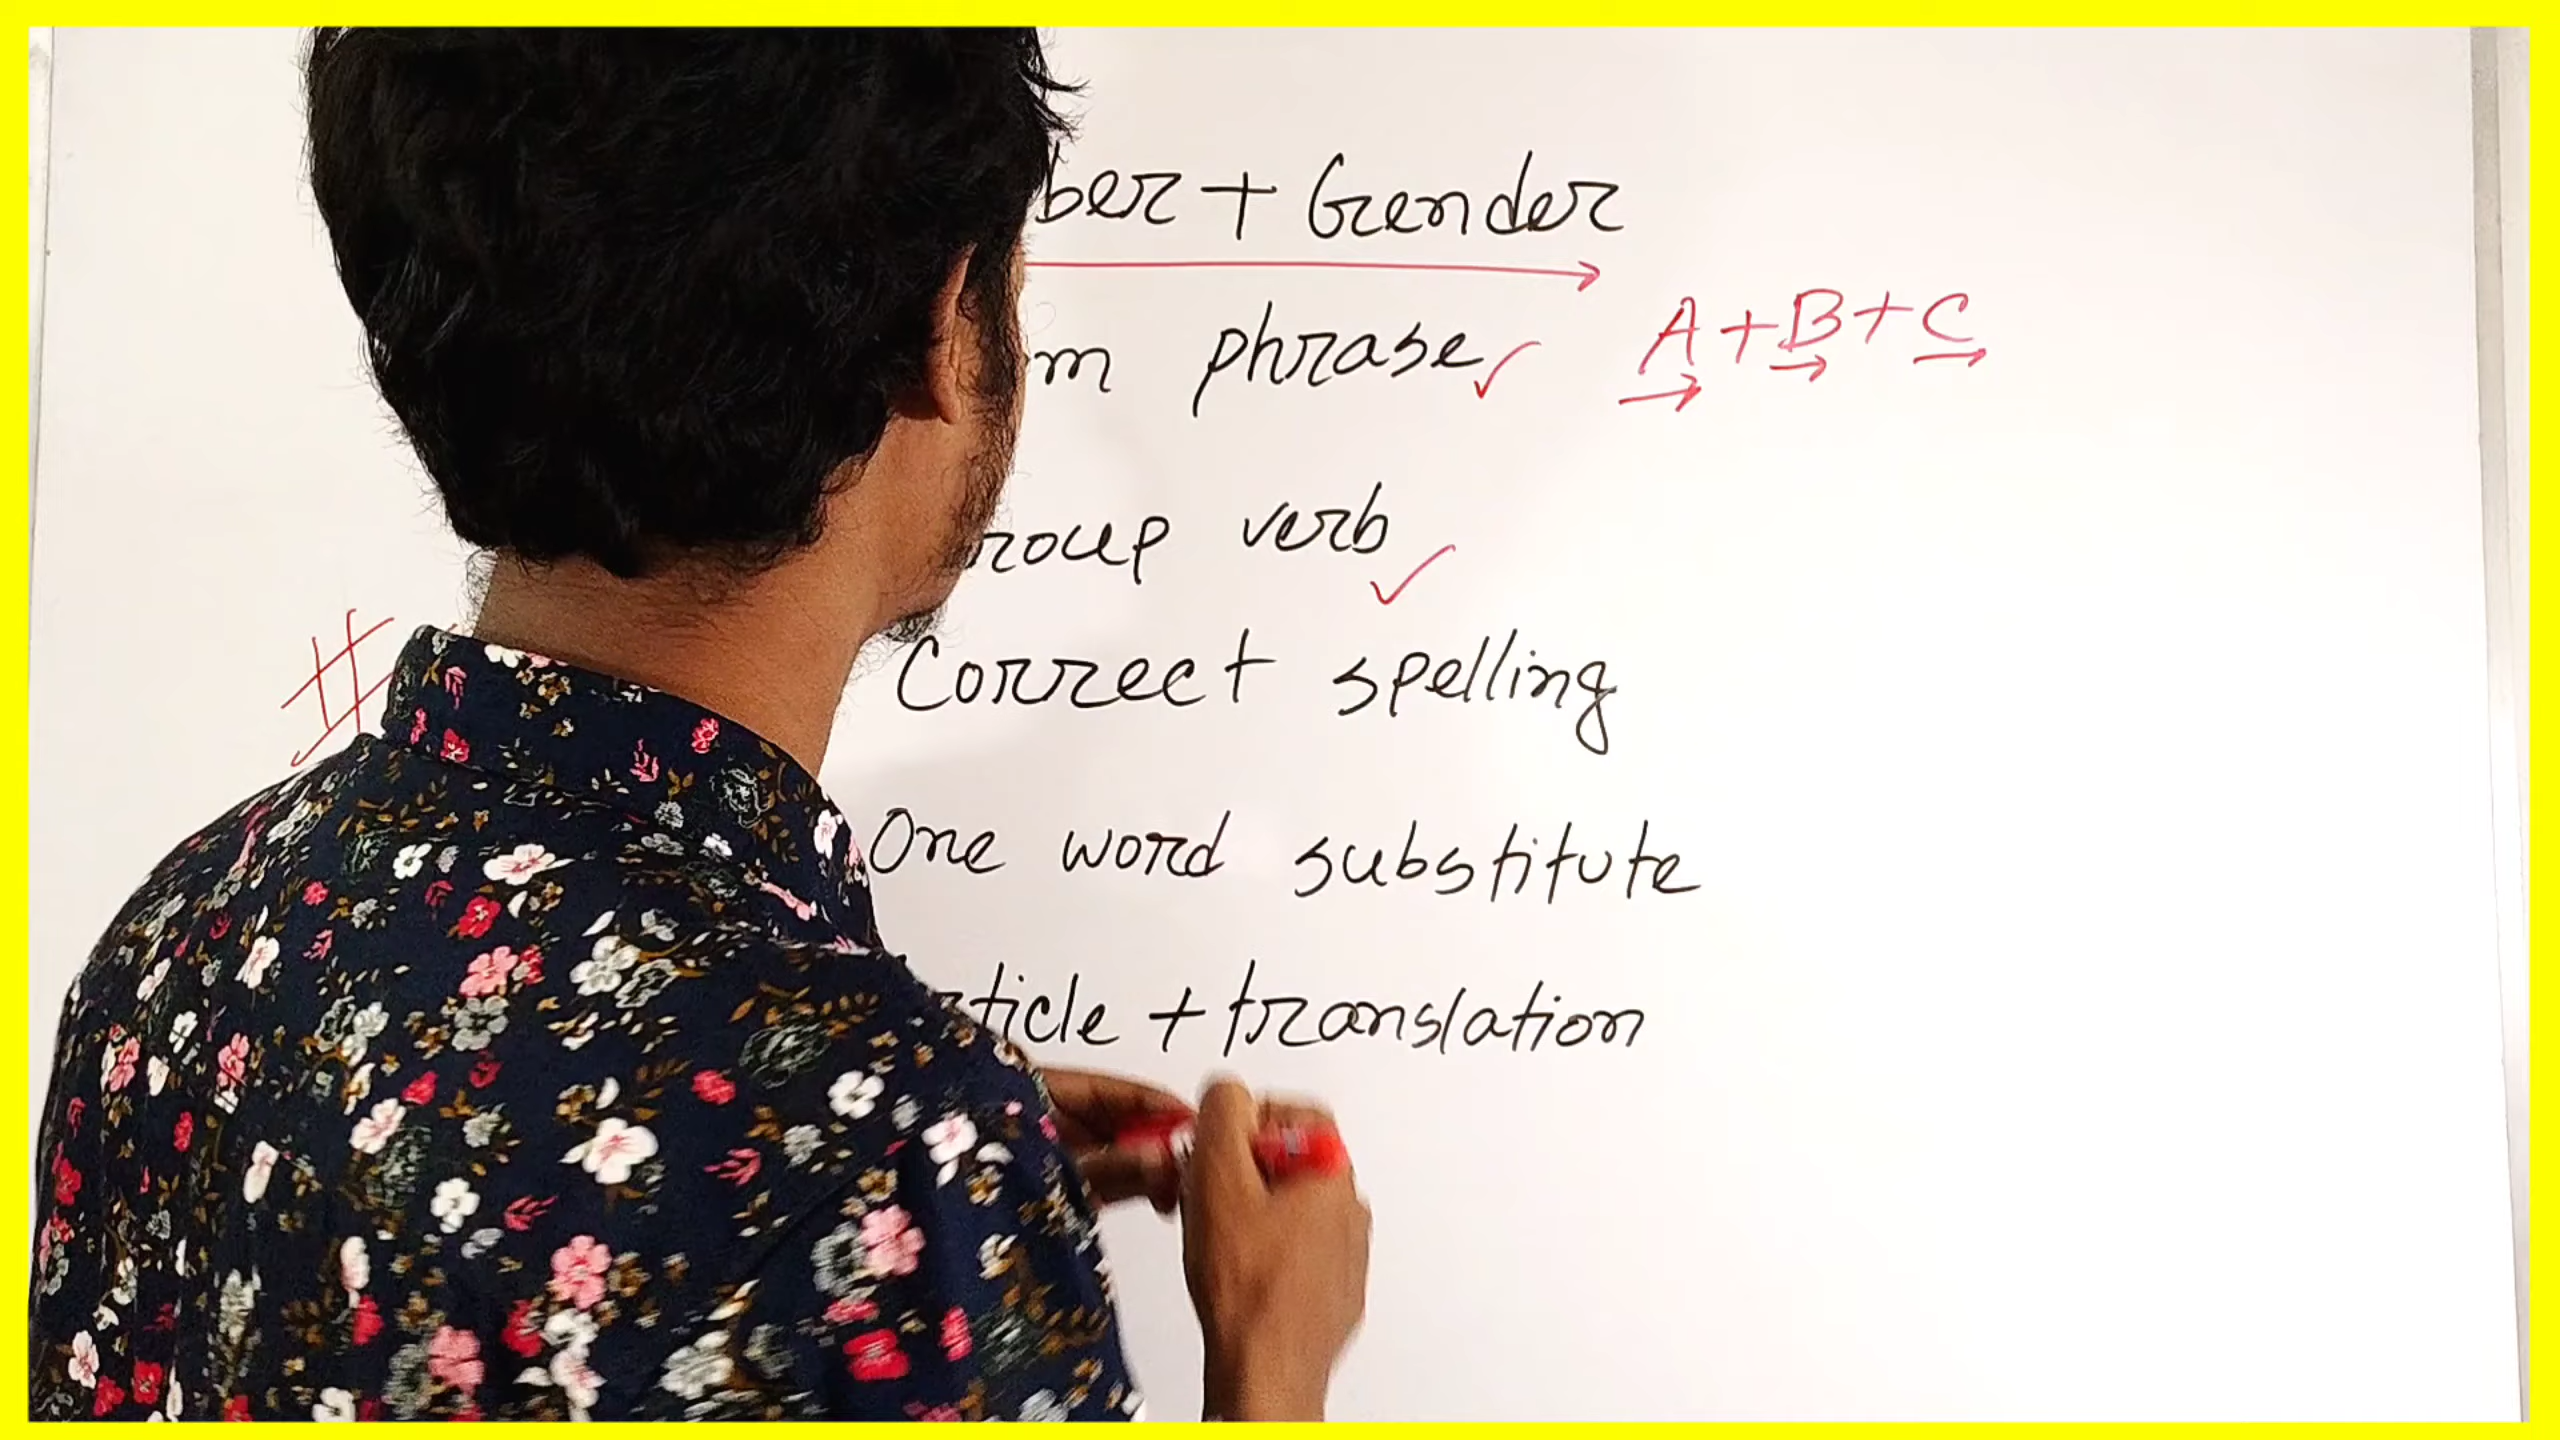 ber + Gender
m phrase ✓ A + B + C
roup verb ✓
#
Correct spelling
One word substitute
ticle + translation